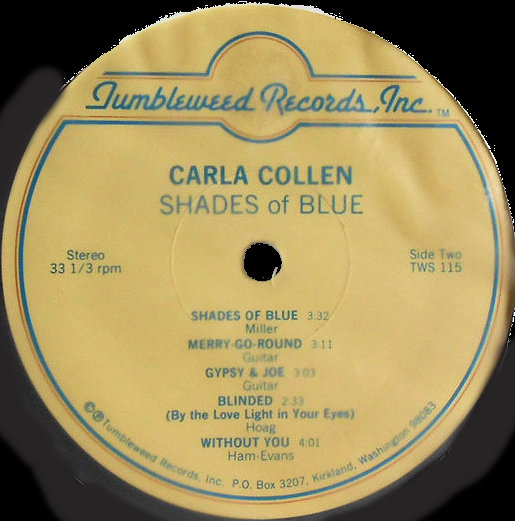 Tumbleweed Records, Inc.™
CARLA COLLEN
SHADES of BLUE
Stereo
33 1/3 rpm
Side Two
TWS 115
SHADES OF BLUE 3:32
Miller
MERRY-GO-ROUND 3:11
Guitar
GYPSY & JOE 3:03
Guitar
BLINDED 2:33
(By the Love Light in Your Eyes)
Hoag
WITHOUT YOU 4:01
Ham-Evans
©℗Tumbleweed Records, Inc. P.O. Box 3207, Kirkland, Washington 98083